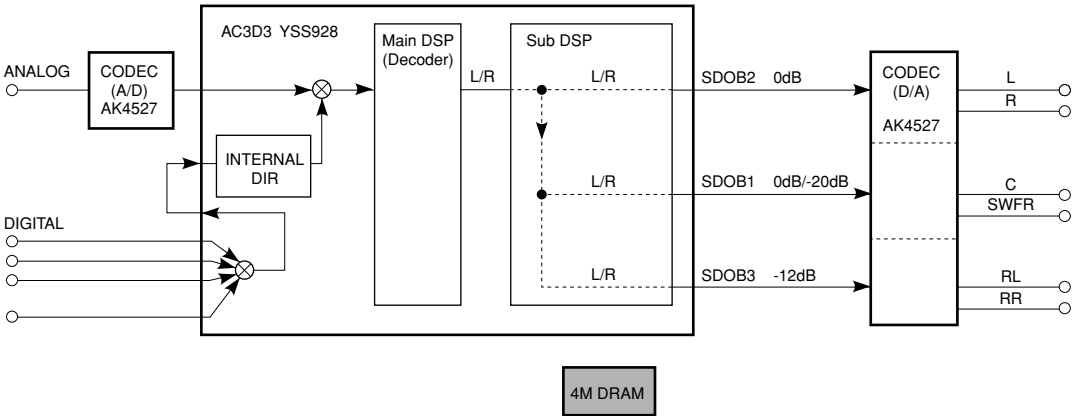 AC3D3 YSS928
Main DSP
(Decoder)
Sub DSP
ANALOG
CODEC
(A/D)
AK4527
L/R
L/R
SDOB2 0dB
CODEC
(D/A)
AK4527
L
R
INTERNAL
DIR
L/R
SDOB1 0dB/-20dB
C
SWFR
DIGITAL
L/R
SDOB3 -12dB
RL
RR
4M DRAM